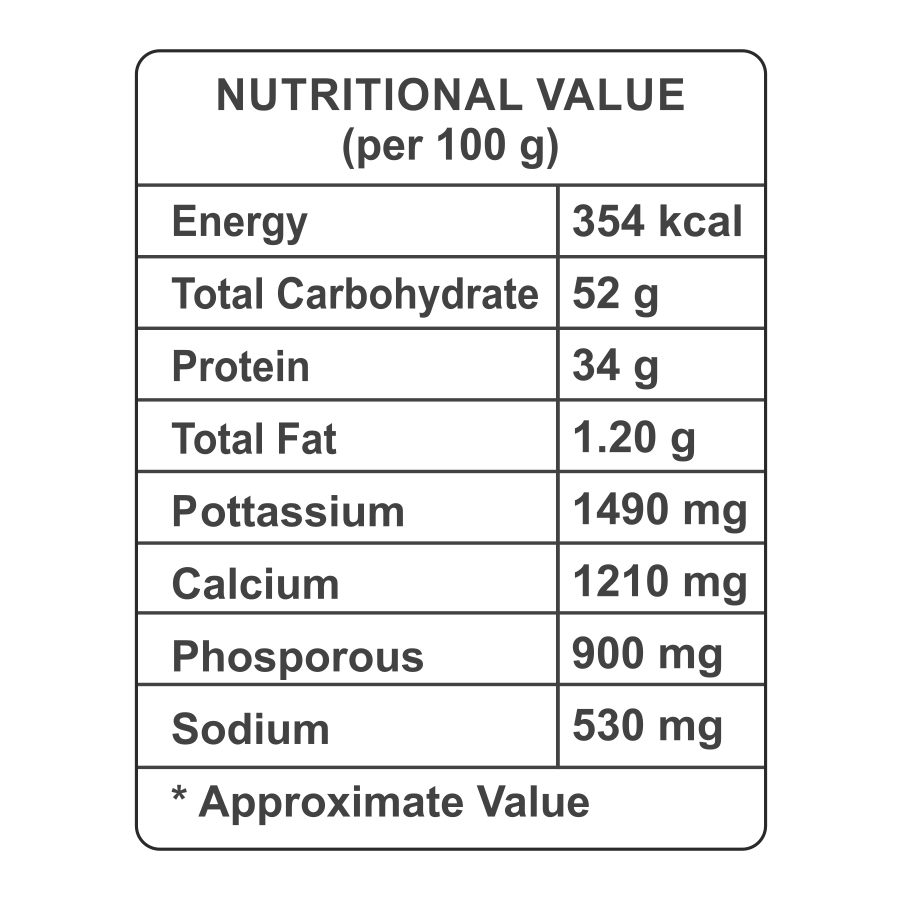 NUTRITIONAL VALUE
(per 100 g)
Energy 354 kcal
Total Carbohydrate 52 g
Protein 34 g
Total Fat 1.20 g
Pottassium 1490 mg
Calcium 1210 mg
Phosporous 900 mg
Sodium 530 mg
* Approximate Value